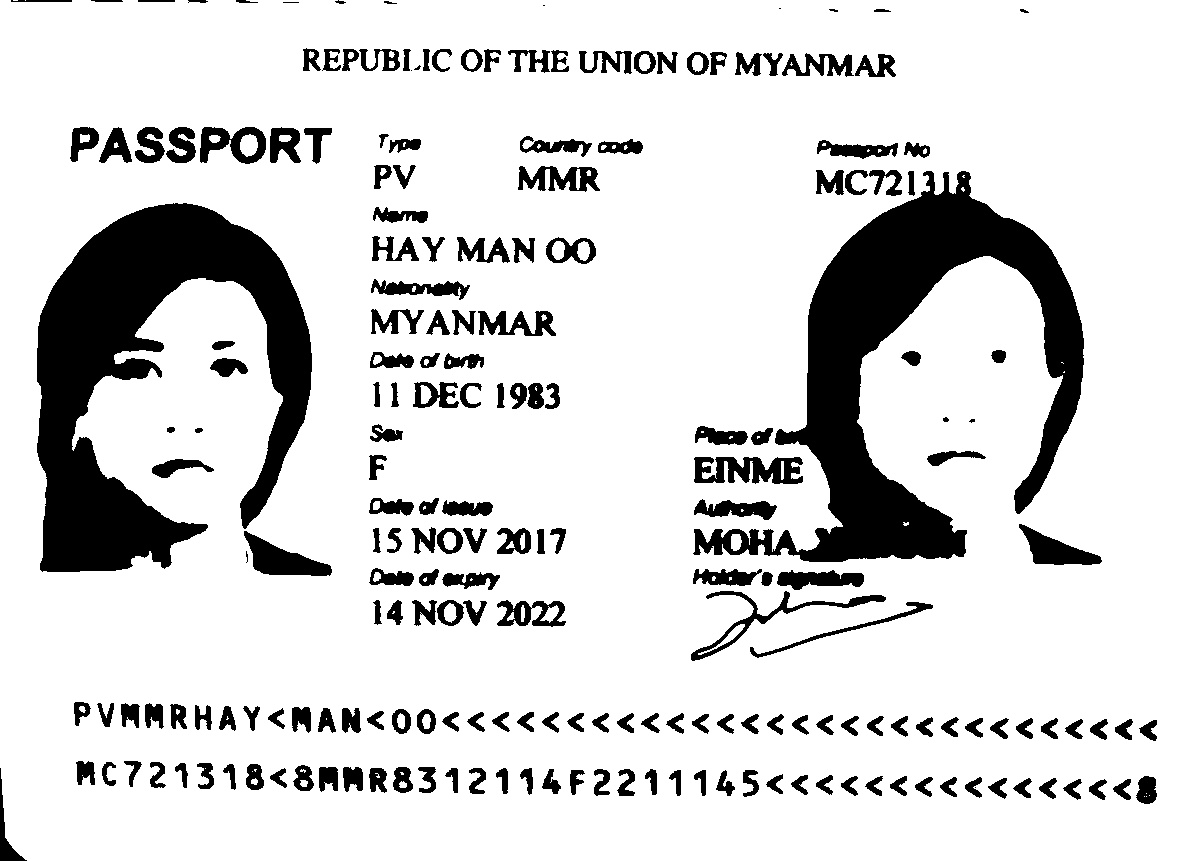 REPUBLIC OF THE UNION OF MYANMAR
PASSPORT
Type Country code Passport No
PV MMR MC721318
Name
HAY MAN OO
Nationality
MYANMAR
Date of birth
11 DEC 1983
Sex Place of birth
F EINME
Date of issue Authority
15 NOV 2017 MOHA,
Date of expiry Holder's signature
14 NOV 2022
PVMMRHAY<MAN<OO<<<<<<<<<<<<<<<<<<<<<<<<<<<<<
MC721318<8MMR8312114F2211145<<<<<<<<<<<<<<<8